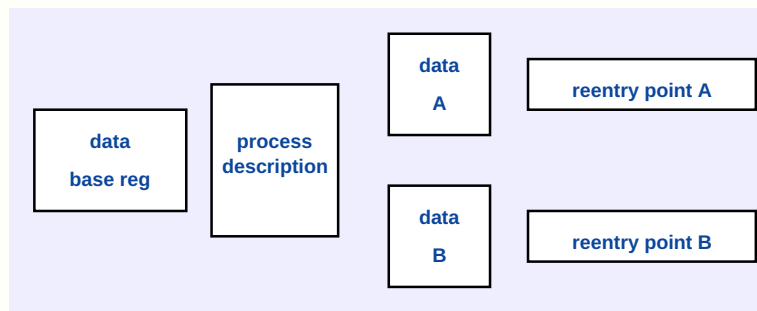 data
base reg
process
description
data
A
reentry point A
data
B
reentry point B